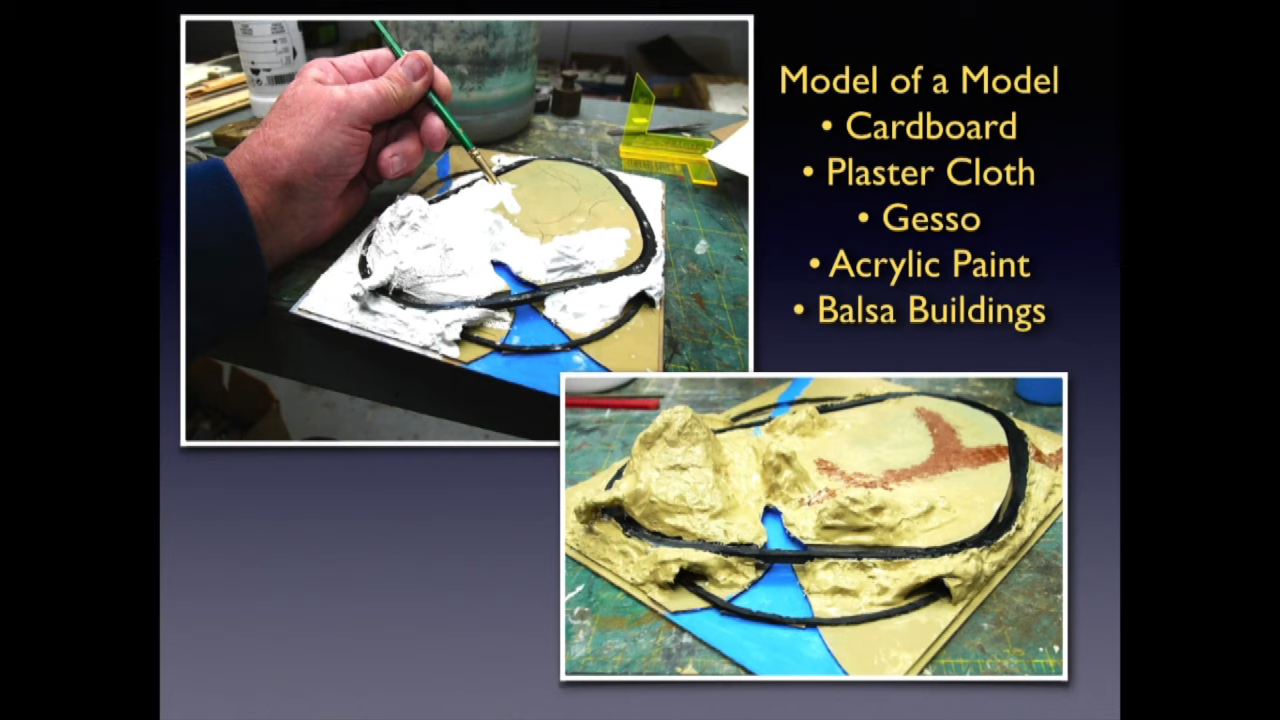 Model of a Model
• Cardboard
• Plaster Cloth
• Gesso
• Acrylic Paint
• Balsa Buildings